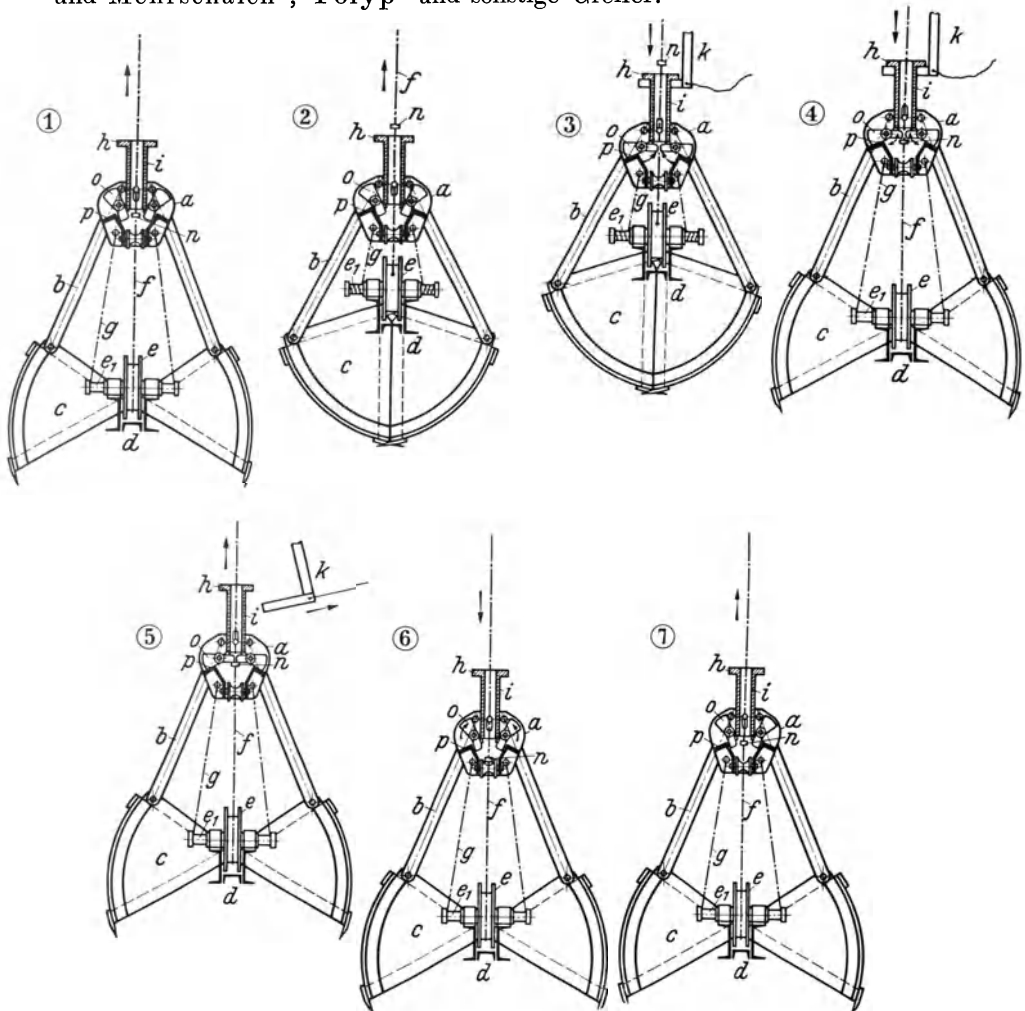 und Mehrschalen-, Polyp- und sonstige Greifer.
① h i o a p n b f g e e₁ c d
② f n h i o a p b g e e₁ d c
③ n k h i o a p b g e e₁ d c
④ k h i o a p n g b f e₁ e c d
⑤ k h i o a p n b f g e₁ e c d
⑥ h i o a p n b f g e₁ e c d
⑦ h i o a p n b f g e₁ e c d